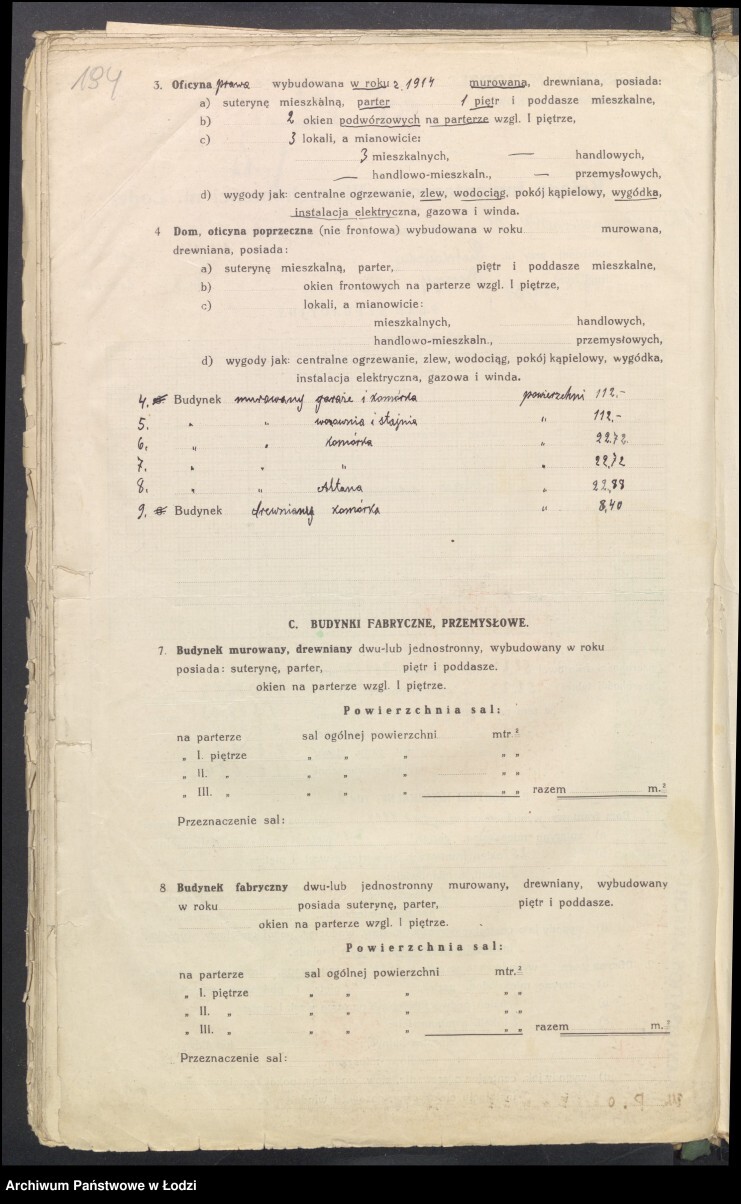 194
3. Oficyna prawa wybudowana w roku z 1914 murowana, drewniana, posiada:
a) suterynę mieszkalną, parter 1 piętr i poddasze mieszkalne,
b) 2 okien podwórzowych na parterze wzgl. I piętrze,
c) 3 lokali, a mianowicie:
3 mieszkalnych, — handlowych,
— handlowo-mieszkaln., — przemysłowych,
d) wygody jak: centralne ogrzewanie, zlew, wodociąg, pokój kąpielowy, wygódka,
instalacja elektryczna, gazowa i winda.
4 Dom, oficyna poprzeczna (nie frontowa) wybudowana w roku murowana,
drewniana, posiada:
a) suterynę mieszkalną, parter, piętr i poddasze mieszkalne,
b) okien frontowych na parterze wzgl. I piętrze,
c) lokali, a mianowicie:
mieszkalnych, handlowych,
handlowo-mieszkaln., przemysłowych,
d) wygody jak: centralne ogrzewanie, zlew, wodociąg, pokój kąpielowy, wygódka,
instalacja elektryczna, gazowa i winda.
4. Budynek murowany garaże i komórka powierzchni 112.-
5. " " wozownia i stajnia " 112.-
6. " " komórka " 22.72.
7. " " " " 22,72
8. " " Altana " 22,88
9. Budynek drewniany komórka " 8,40
C. BUDYNKI FABRYCZNE, PRZEMYSŁOWE.
7. Budynek murowany, drewniany dwu-lub jednostronny, wybudowany w roku
posiada: suterynę, parter, piętr i poddasze.
okien na parterze wzgl. I piętrze.
Powierzchnia sal:
na parterze sal ogólnej powierzchni mtr.²
„ I. piętrze „ „ „ „ „
„ II. „ „ „ „ „ „
„ III. „ „ „ „ „ „ razem m.²
Przeznaczenie sal:
8 Budynek fabryczny dwu-lub jednostronny murowany, drewniany, wybudowany
w roku posiada suterynę, parter, piętr i poddasze.
okien na parterze wzgl. I piętrze.
Powierzchnia sal:
na parterze sal ogólnej powierzchni mtr.²
„ I. piętrze „ „ „ „ „
„ II. „ „ „ „ „ „
„ III. „ „ „ „ „ „ razem m.²
Przeznaczenie sal:
Archiwum Państwowe w Łodzi